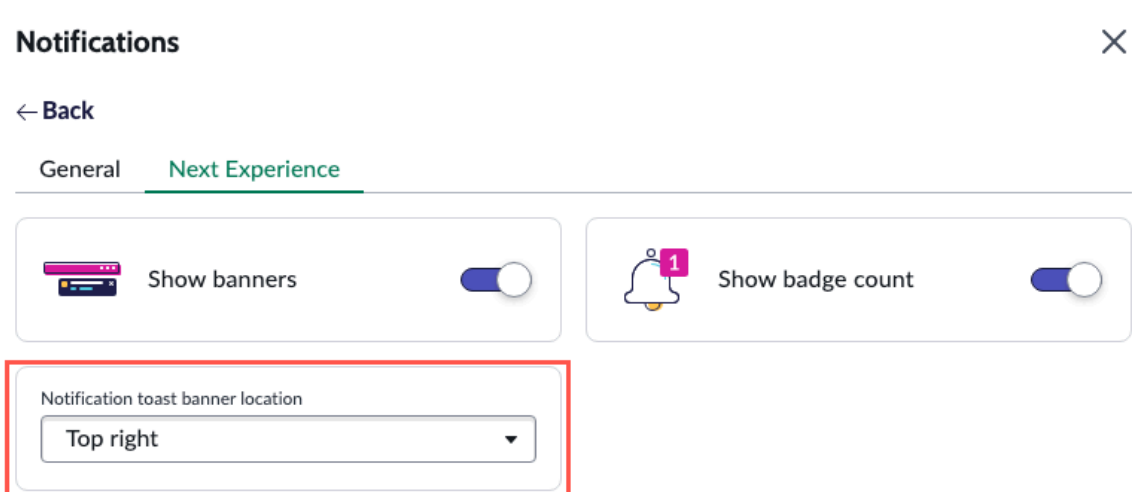 Notifications
Back
General Next Experience
Show banners
1
Show badge count
Notification toast banner location
Top right